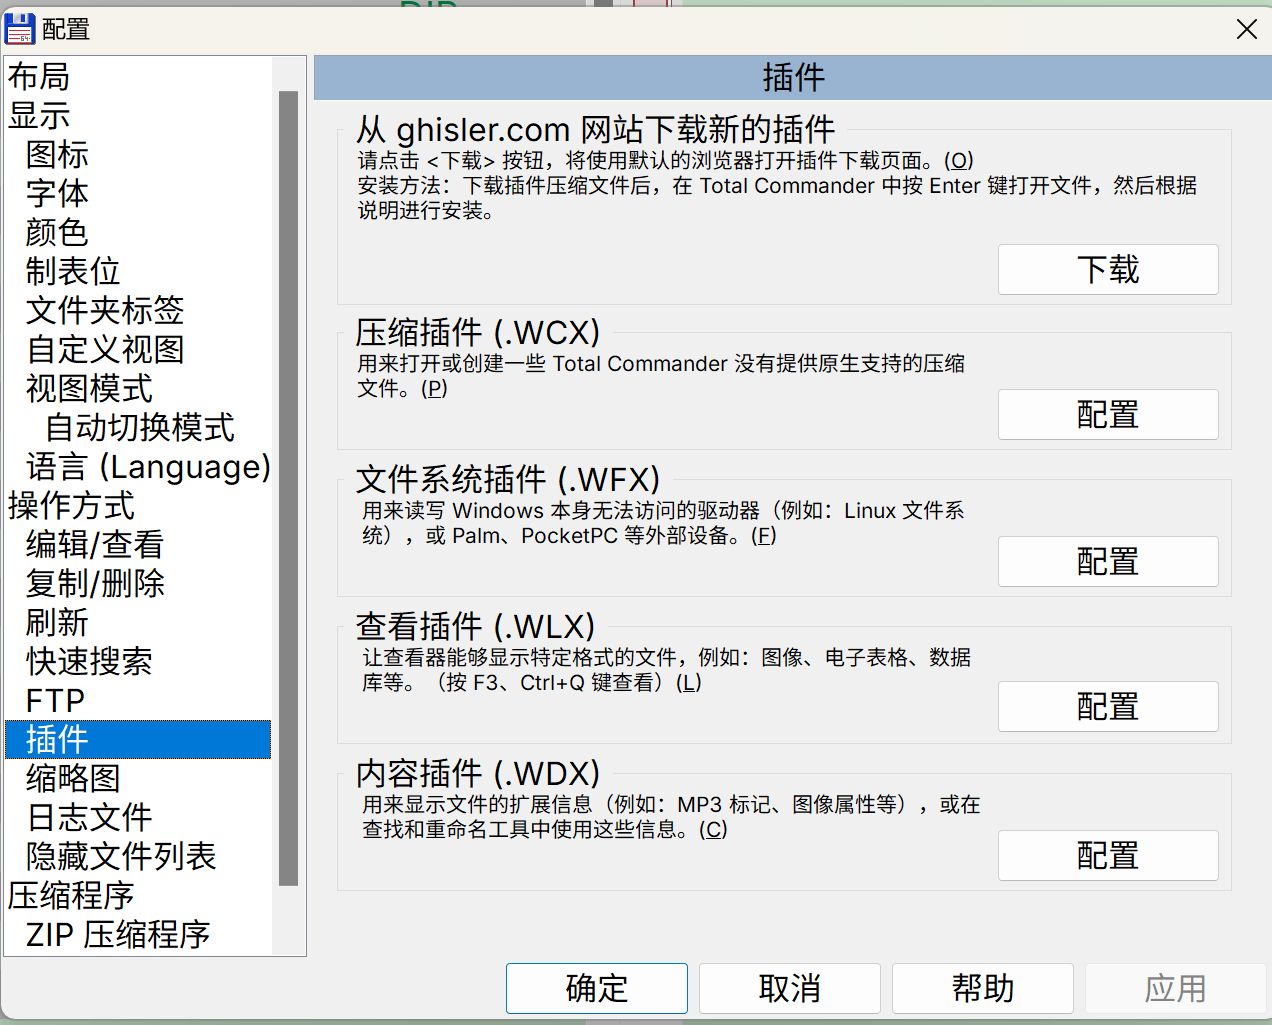 配置
布局
显示
图标
字体
颜色
制表位
文件夹标签
自定义视图
视图模式
自动切换模式
语言 (Language)
操作方式
编辑/查看
复制/删除
刷新
快速搜索
FTP
插件
缩略图
日志文件
隐藏文件列表
压缩程序
ZIP 压缩程序
插件
从 ghisler.com 网站下载新的插件
请点击 <下载> 按钮，将使用默认的浏览器打开插件下载页面。(O)
安装方法：下载插件压缩文件后，在 Total Commander 中按 Enter 键打开文件，然后根据
说明进行安装。
下载
压缩插件 (.WCX)
用来打开或创建一些 Total Commander 没有提供原生支持的压缩
文件。(P)
配置
文件系统插件 (.WFX)
用来读写 Windows 本身无法访问的驱动器（例如：Linux 文件系
统），或 Palm、PocketPC 等外部设备。(F)
配置
查看插件 (.WLX)
让查看器能够显示特定格式的文件，例如：图像、电子表格、数据
库等。（按 F3、Ctrl+Q 键查看）(L)
配置
内容插件 (.WDX)
用来显示文件的扩展信息（例如：MP3 标记、图像属性等），或在
查找和重命名工具中使用这些信息。(C)
配置
确定
取消
帮助
应用